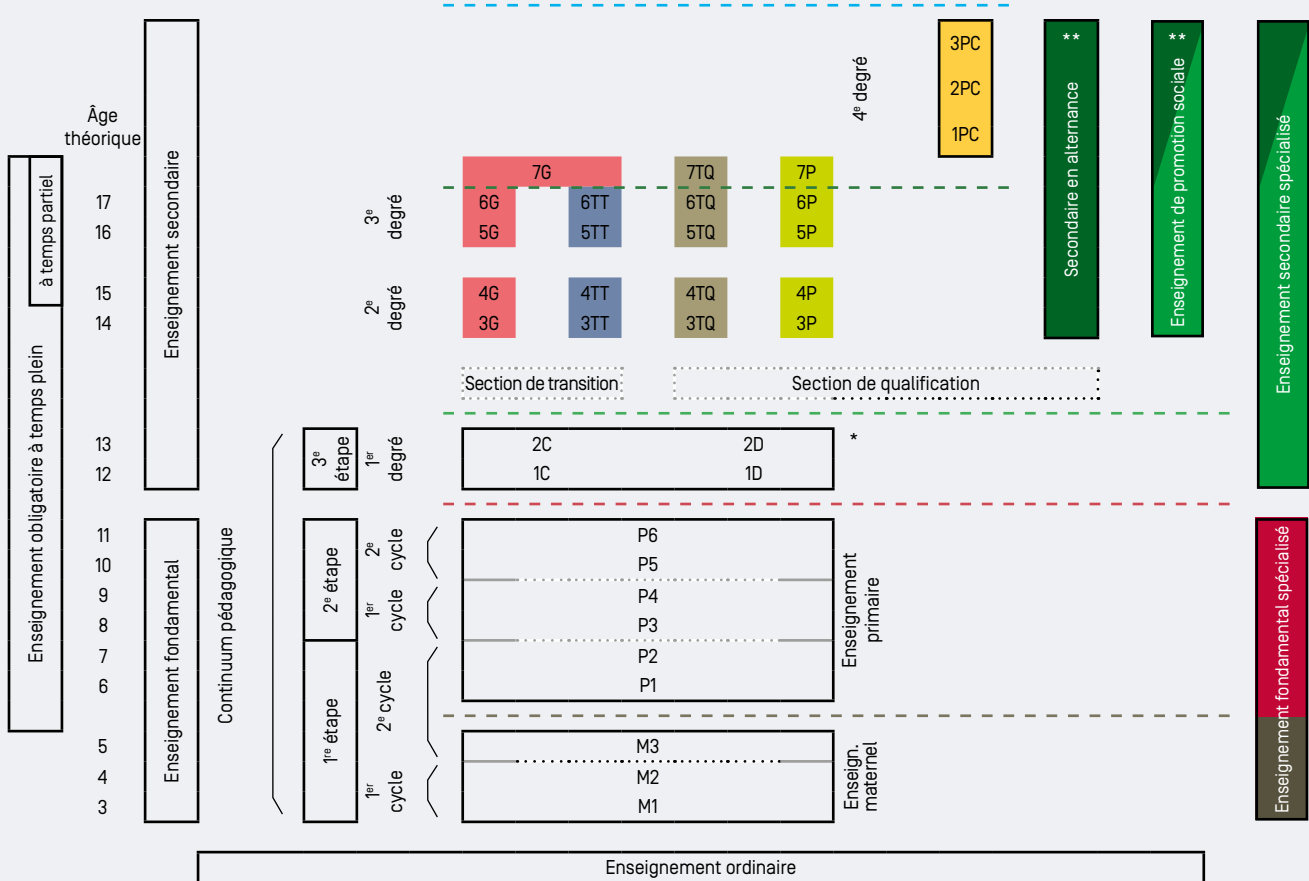 3PC
2PC
1PC
4e degré
**
Secondaire en alternance
**
Enseignement de promotion sociale
Enseignement secondaire spécialisé
Âge
théorique
Enseignement secondaire
à temps partiel
Enseignement obligatoire à temps plein
7G
7TQ
7P
17
6G
6TT
6TQ
6P
16
5G
5TT
5TQ
5P
3e
degré
15
4G
4TT
4TQ
4P
14
3G
3TT
3TQ
3P
2e
degré
Section de transition
Section de qualification
13
2C
2D
*
12
1C
1D
3e
étape
1er
degré
Continuum pédagogique
Enseignement fondamental
11
P6
10
P5
2e
cycle
9
P4
8
P3
1er
cycle
2e étape
7
P2
6
P1
2e cycle
Enseignement
primaire
1re étape
5
M3
4
M2
3
M1
1er
cycle
Enseign.
maternel
Enseignement fondamental spécialisé
Enseignement ordinaire